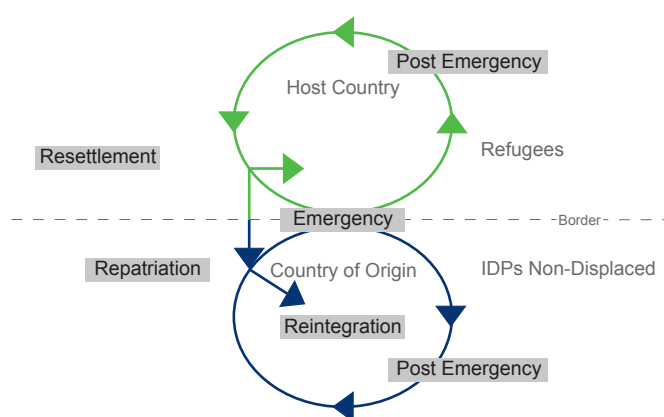 Post Emergency
Host Country
Refugees
Resettlement
Emergency
Border
Repatriation
Country of Origin
IDPs Non-Displaced
Reintegration
Post Emergency